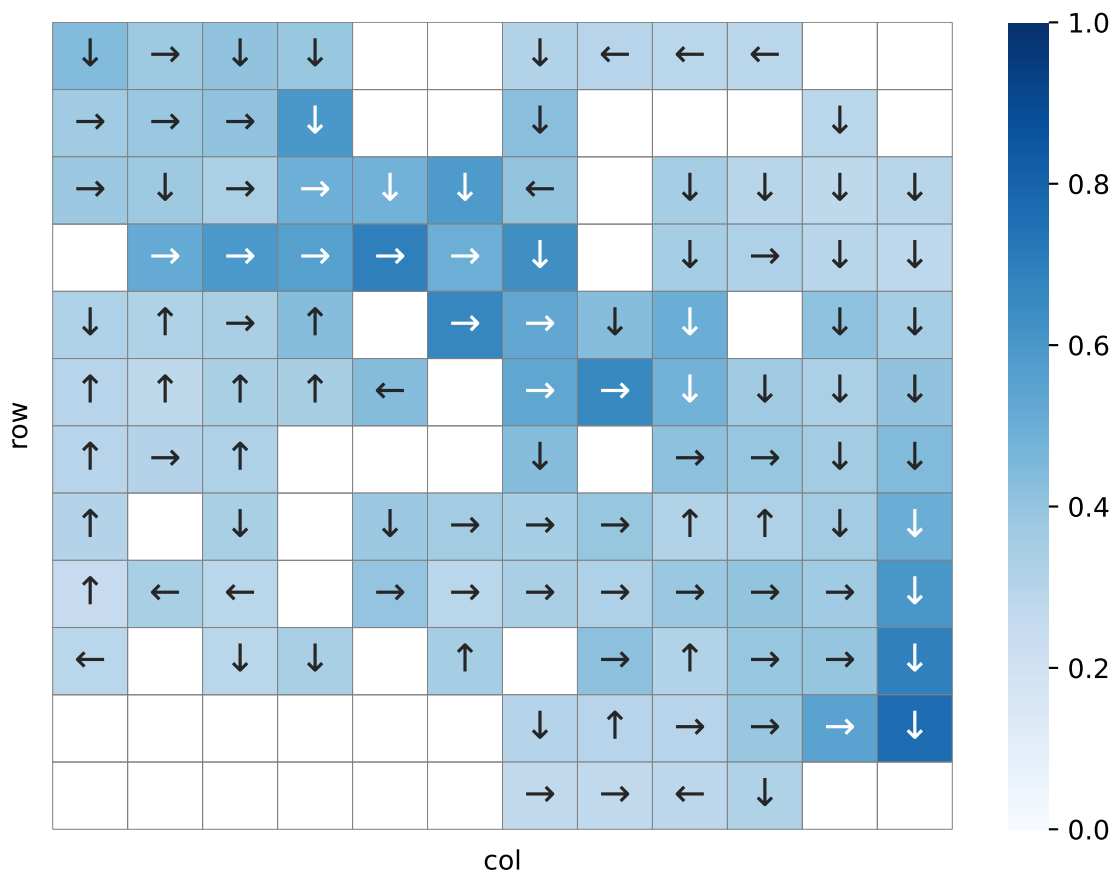 ↓ → ↓ ↓ ↓ ← ← ← 1.0
→ → → ↓ ↓ ↓
→ ↓ → → ↓ ↓ ← ↓ ↓ ↓ ↓ 0.8
→ → → → → ↓ ↓ → ↓ ↓
↓ ↑ → ↑ → → ↓ ↓ ↓ ↓ 0.6
↑ ↑ ↑ ↑ ← → → ↓ ↓ ↓ ↓
row
↑ → ↑ ↓ → → ↓ ↓
↑ ↓ ↓ → → → ↑ ↑ ↓ ↓ 0.4
↑ ← ← → → → → → → → ↓
← ↓ ↓ ↑ → ↑ → → ↓ 0.2
↓ ↑ → → → ↓
→ → ← ↓ 0.0
col